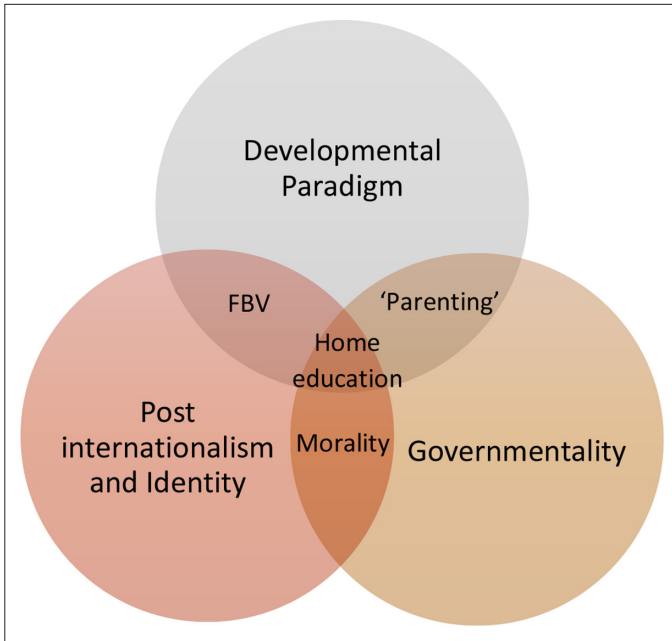 Developmental
Paradigm
FBV
‘Parenting’
Home
education
Post
internationalism
and Identity
Morality
Governmentality